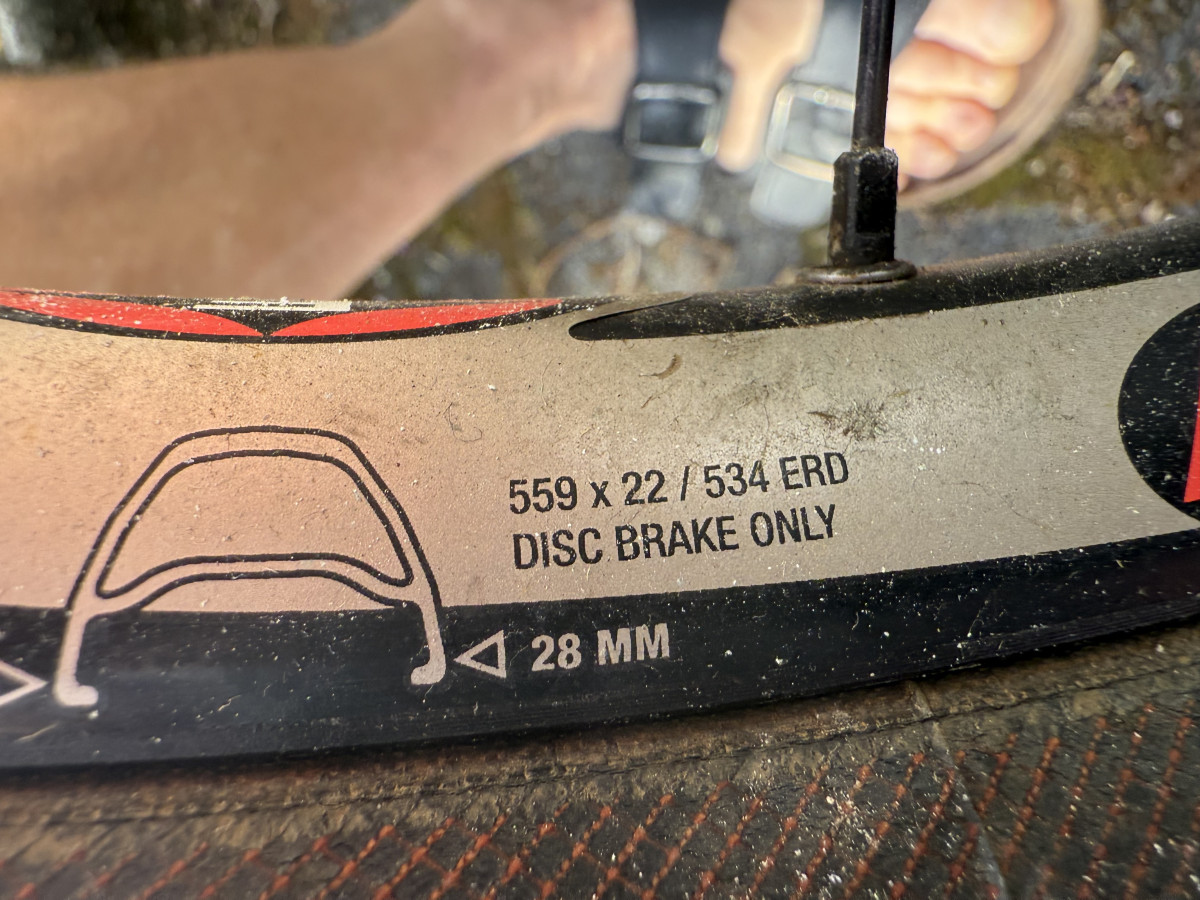 559 x 22 / 534 ERD
DISC BRAKE ONLY
28 MM